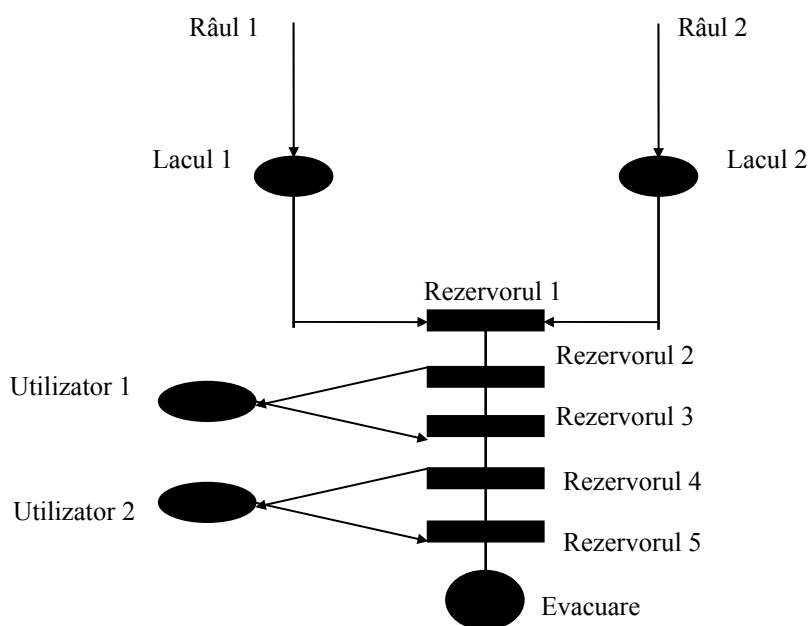 Râul 1
Râul 2
Lacul 1
Lacul 2
Rezervorul 1
Rezervorul 2
Utilizator 1
Rezervorul 3
Rezervorul 4
Utilizator 2
Rezervorul 5
Evacuare